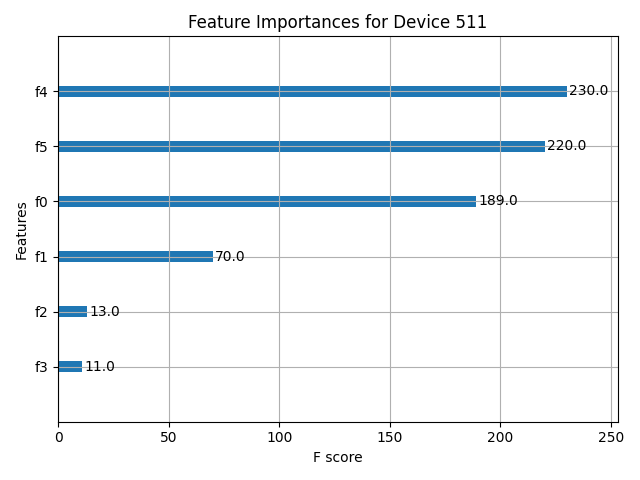 Feature Importances for Device 511
f4
230.0
f5
220.0
f0
189.0
f1
70.0
f2
13.0
f3
11.0
Features
0
50
100
150
200
250
F score